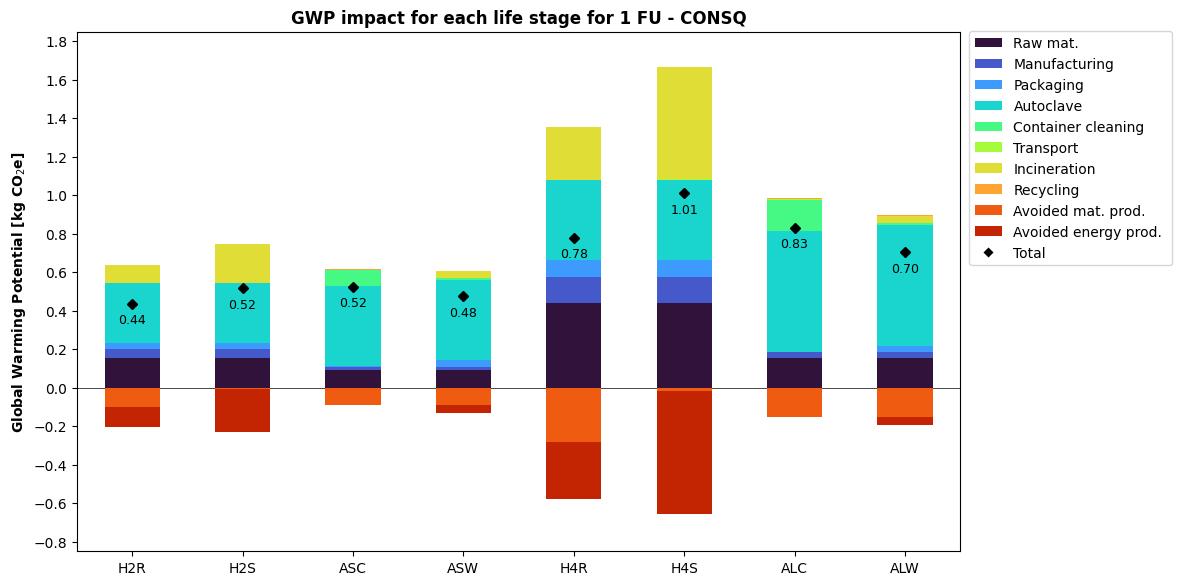 GWP impact for each life stage for 1 FU - CONSQ
Global Warming Potential [kg CO₂e]
1.8
1.6
1.4
1.2
1.0
0.8
0.6
0.4
0.2
0.0
−0.2
−0.4
−0.6
−0.8
0.44
0.52
0.52
0.48
0.78
1.01
0.83
0.70
H2R
H2S
ASC
ASW
H4R
H4S
ALC
ALW
Raw mat.
Manufacturing
Packaging
Autoclave
Container cleaning
Transport
Incineration
Recycling
Avoided mat. prod.
Avoided energy prod.
Total